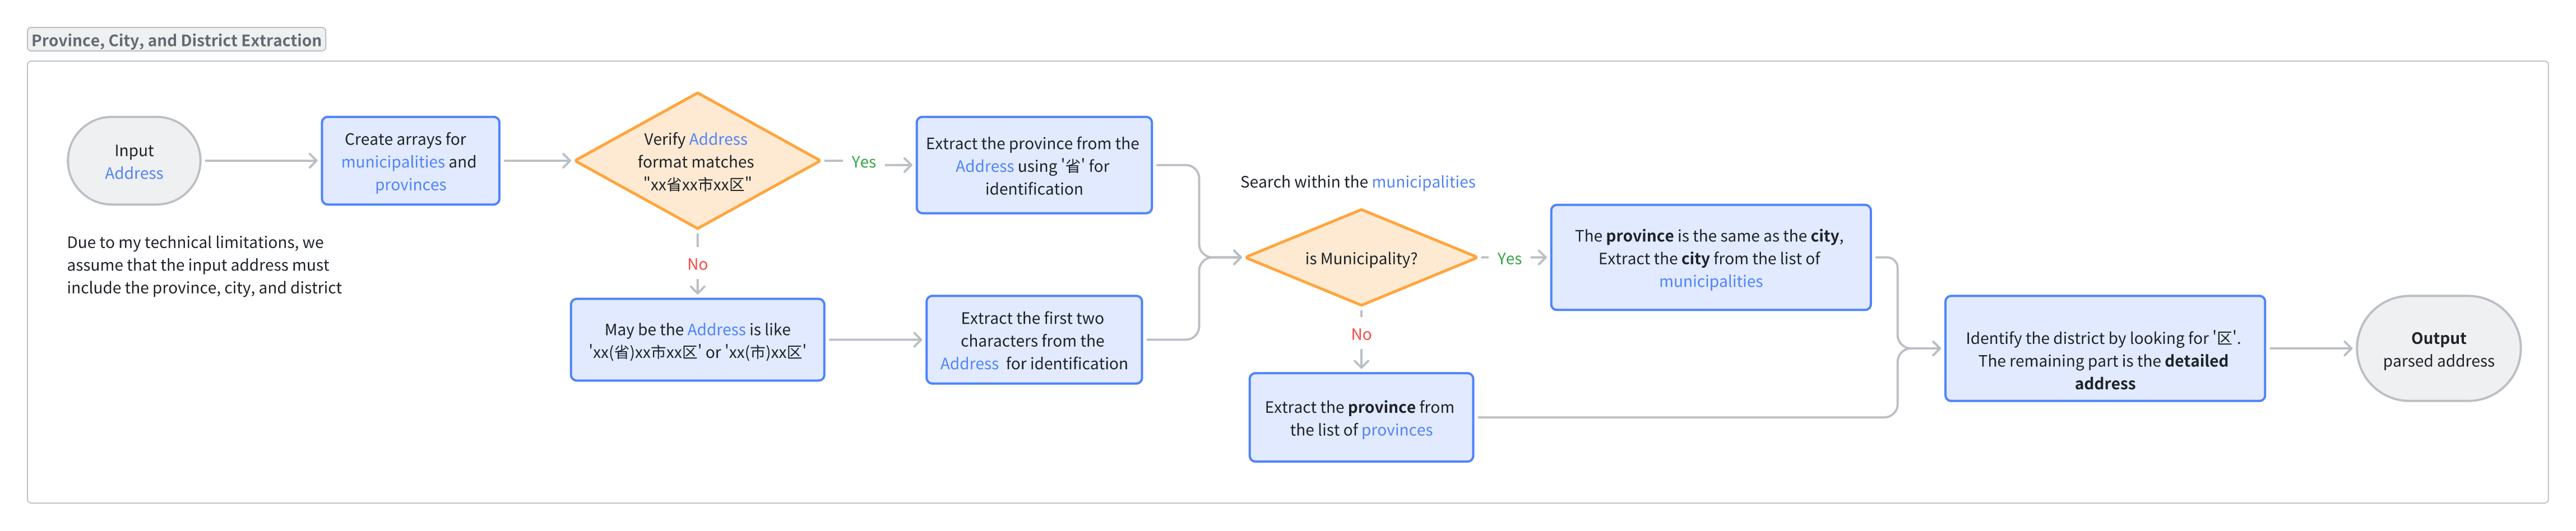 Province, City, and District Extraction
Input
Address
Due to my technical limitations, we
assume that the input address must
include the province, city, and district
Create arrays for
municipalities and
provinces
Verify Address
format matches
"xx省xx市xx区"
Yes
No
Extract the province from the
Address using '省' for
identification
May be the Address is like
'xx(省)xx市xx区' or 'xx(市)xx区'
Extract the first two
characters from the
Address for identification
Search within the municipalities
is Municipality?
Yes
No
The province is the same as the city,
Extract the city from the list of
municipalities
Extract the province from
the list of provinces
Identify the district by looking for '区'.
The remaining part is the detailed
address
Output
parsed address